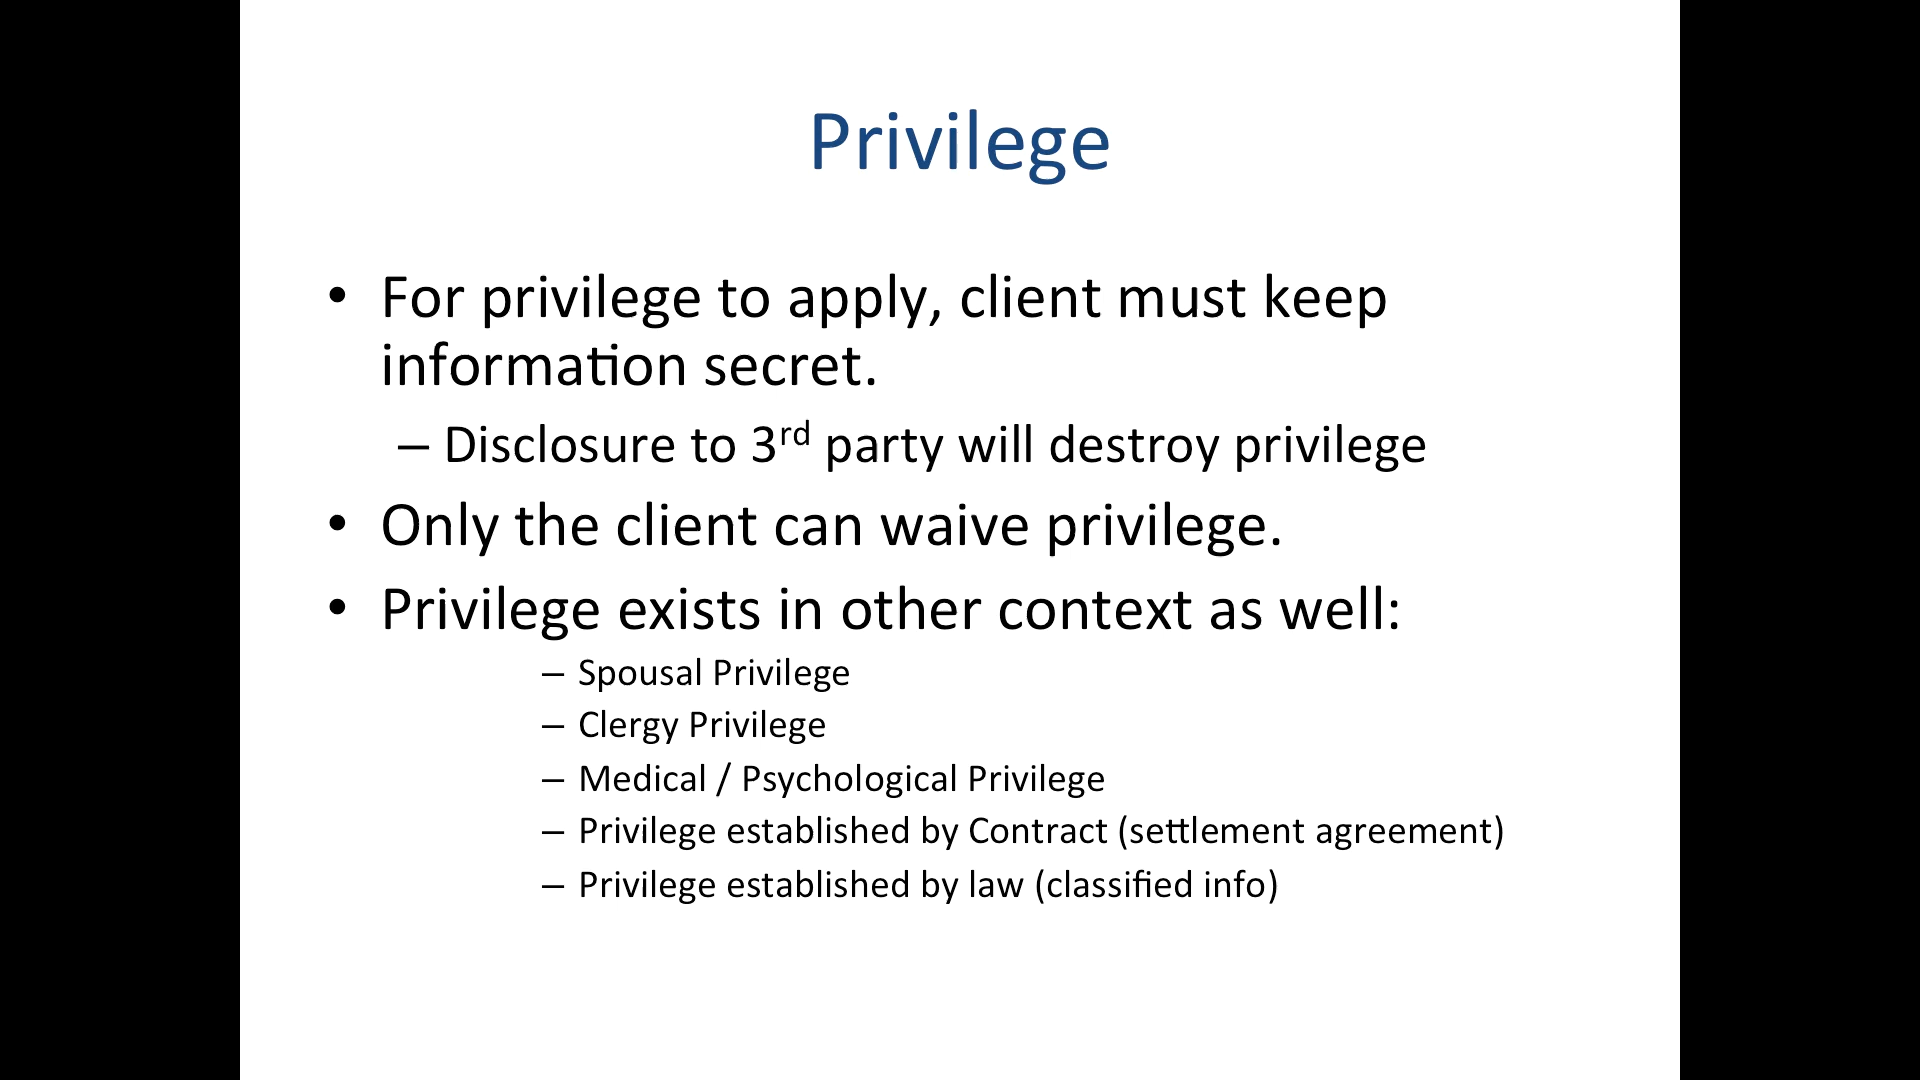 Privilege
• For privilege to apply, client must keep
information secret.
– Disclosure to 3rd party will destroy privilege
• Only the client can waive privilege.
• Privilege exists in other context as well:
– Spousal Privilege
– Clergy Privilege
– Medical / Psychological Privilege
– Privilege established by Contract (settlement agreement)
– Privilege established by law (classified info)